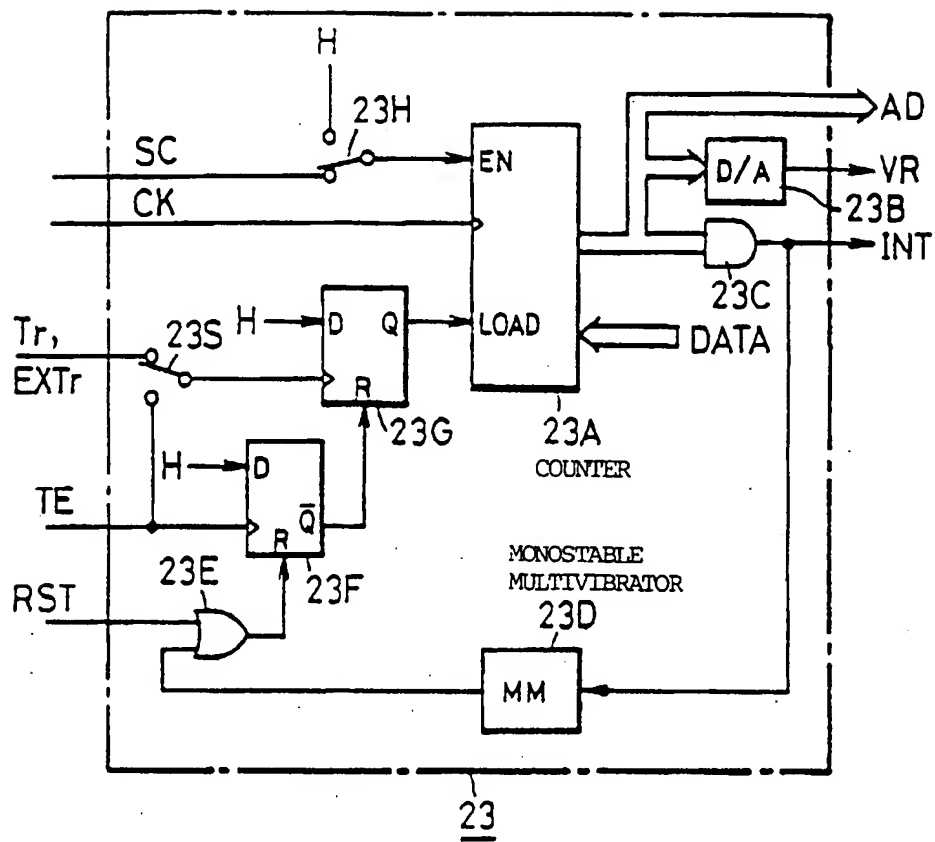 H
23H
SC
CK
EN
AD
D/A
VR
23B
INT
23C
H
D Q
LOAD
DATA
Tr,
EXTr
23S
R
23G
23A
COUNTER
H
D
TE
R Q̅
23F
23E
RST
MONOSTABLE
MULTIVIBRATOR
23D
MM
23